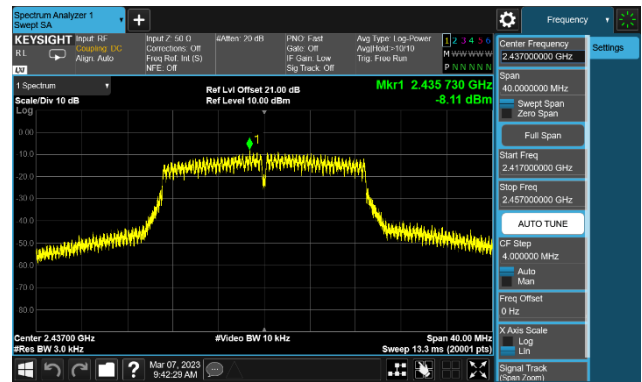 Spectrum Analyzer 1
Swept SA
Frequency
KEYSIGHT
Input: RF
Coupling: DC
Align: Auto
RL
LXI
Input Z: 50 Ω
Corrections: Off
Freq Ref: Int (S)
NFE: Off
#Atten: 20 dB
PNO: Fast
Gate: Off
IF Gain: Low
Sig Track: Off
Avg Type: Log-Power
Avg|Hold:>10/10
Trig: Free Run
1 2 3 4 5 6
M W W W W W
P N N N N N
1 Spectrum
Scale/Div 10 dB
Log
Ref Lvl Offset 21.00 dB
Ref Level 10.00 dBm
Mkr1 2.435 730 GHz
-8.11 dBm
1
0.00
-10.0
-20.0
-30.0
-40.0
-50.0
-60.0
-70.0
-80.0
Center 2.43700 GHz
#Res BW 3.0 kHz
#Video BW 10 kHz
Span 40.00 MHz
Sweep 13.3 ms (20001 pts)
Center Frequency
2.437000000 GHz
Settings
Span
40.0000000 MHz
Swept Span
Zero Span
Full Span
Start Freq
2.417000000 GHz
Stop Freq
2.457000000 GHz
AUTO TUNE
CF Step
4.000000 MHz
Auto
Man
Freq Offset
0 Hz
X Axis Scale
Log
Lin
Signal Track
(Span Zoom)
?
Mar 07, 2023
9:42:29 AM